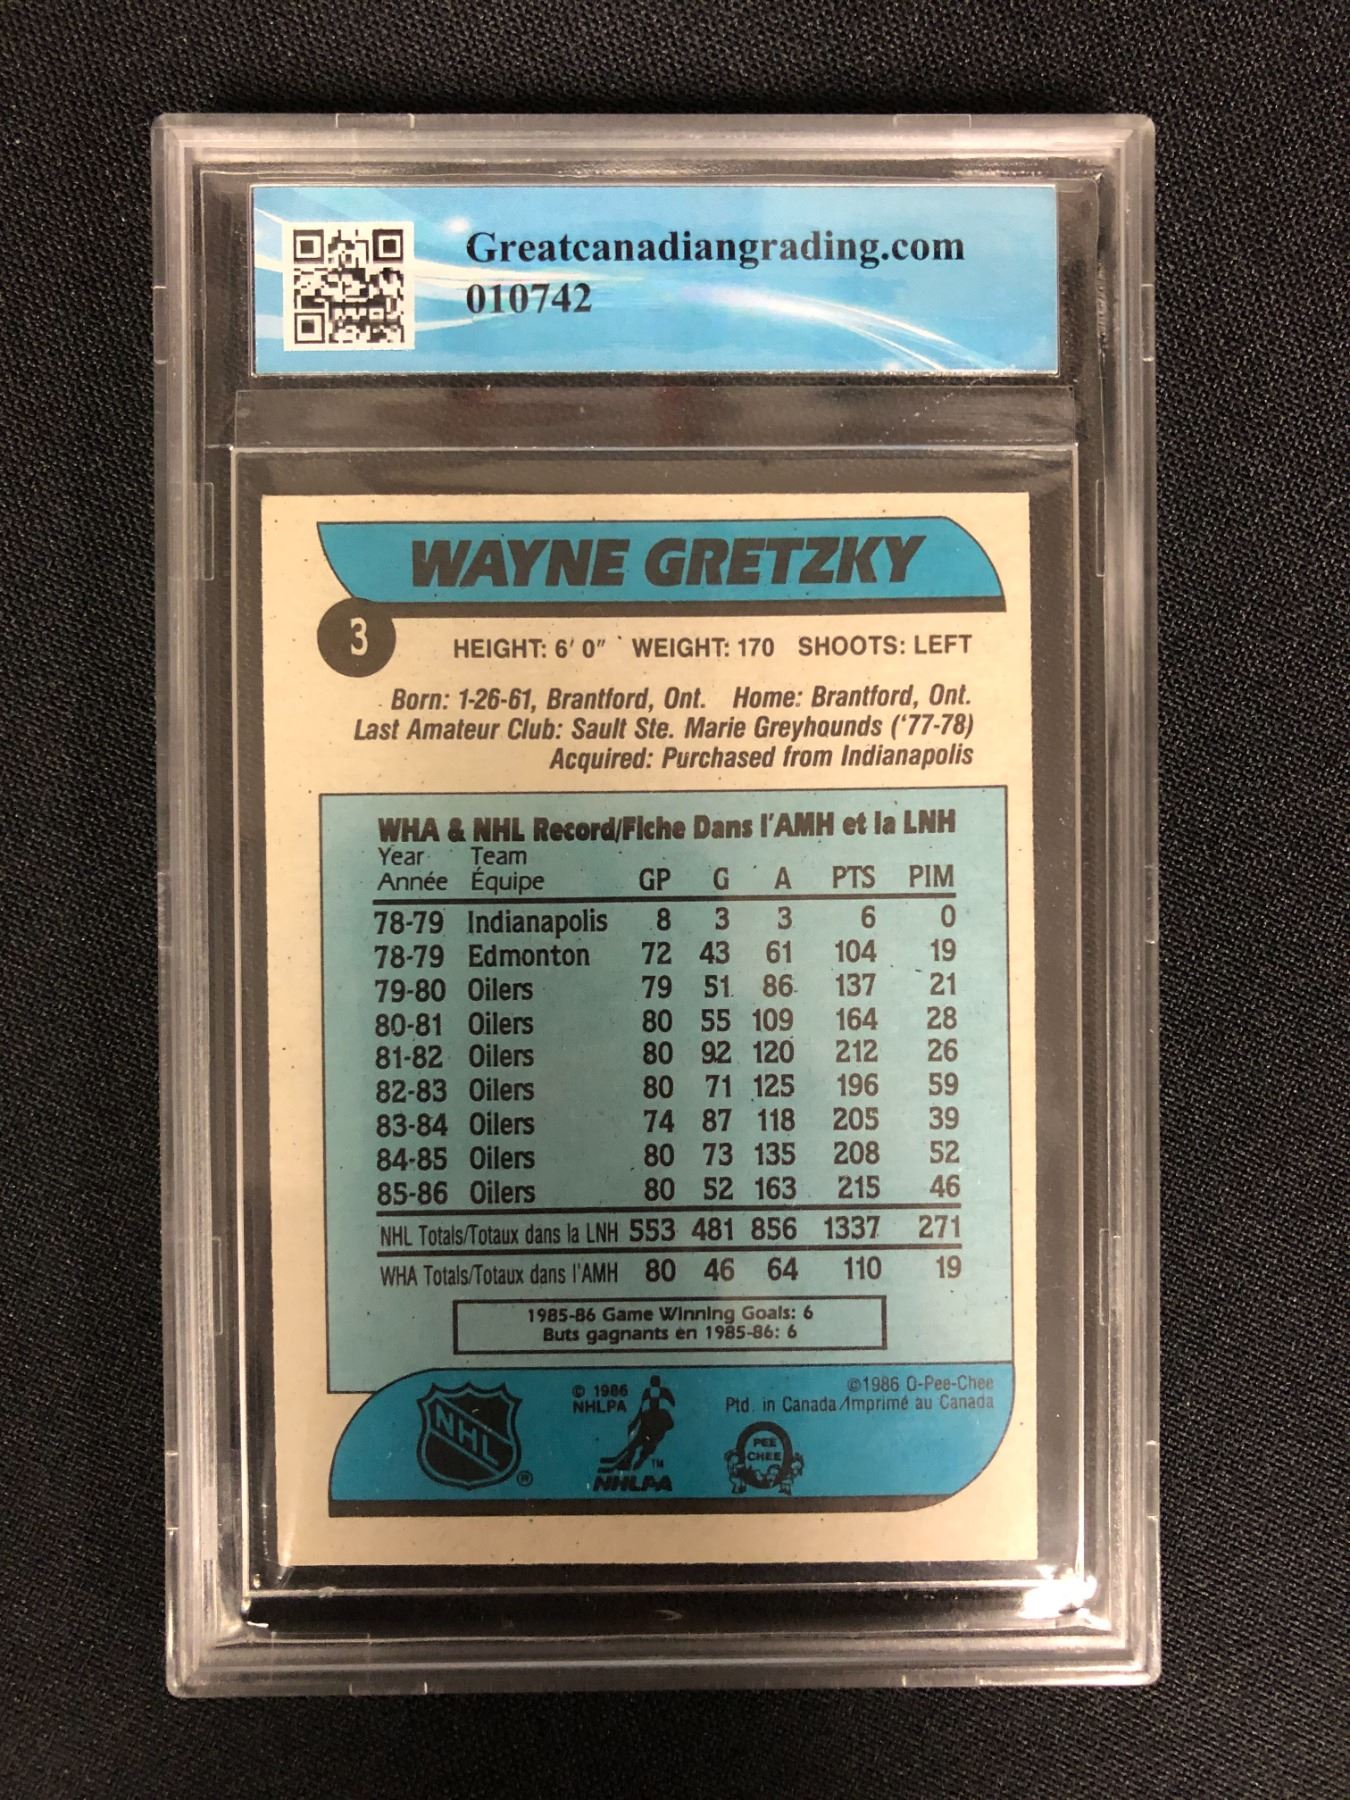 Greatcanadiangrading.com
010742
WAYNE GRETZKY
3
HEIGHT: 6' 0" WEIGHT: 170 SHOOTS: LEFT
Born: 1-26-61, Brantford, Ont. Home: Brantford, Ont.
Last Amateur Club: Sault Ste. Marie Greyhounds ('77-78)
Acquired: Purchased from Indianapolis
WHA & NHL Record/Fiche Dans l'AMH et la LNH
Year Team
Année Équipe GP G A PTS PIM
78-79 Indianapolis 8 3 3 6 0
78-79 Edmonton 72 43 61 104 19
79-80 Oilers 79 51 86 137 21
80-81 Oilers 80 55 109 164 28
81-82 Oilers 80 92 120 212 26
82-83 Oilers 80 71 125 196 59
83-84 Oilers 74 87 118 205 39
84-85 Oilers 80 73 135 208 52
85-86 Oilers 80 52 163 215 46
NHL Totals/Totaux dans la LNH 553 481 856 1337 271
WHA Totals/Totaux dans l'AMH 80 46 64 110 19
1985-86 Game Winning Goals: 6
Buts gagnants en 1985-86: 6
NHL ®
© 1986
NHLPA
TM
NHLPA
©1986 O-Pee-Chee
Ptd. in Canada/Imprimé au Canada
PEE
CHEE